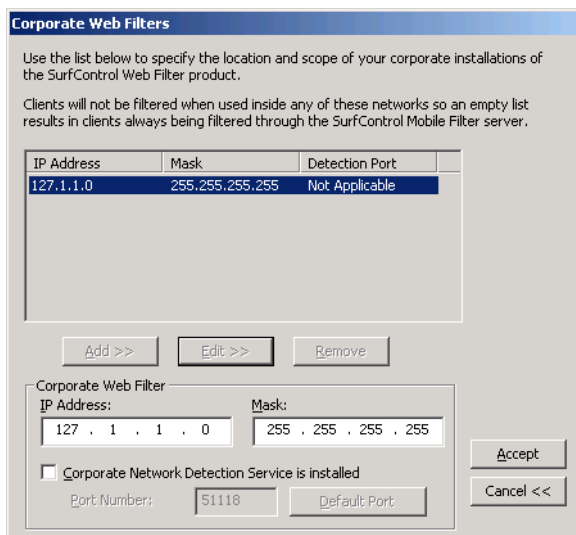 Corporate Web Filters
Use the list below to specify the location and scope of your corporate installations of
the SurfControl Web Filter product.
Clients will not be filtered when used inside any of these networks so an empty list
results in clients always being filtered through the SurfControl Mobile Filter server.
IP Address Mask Detection Port
127.1.1.0 255.255.255.255 Not Applicable
Add >> Edit >> Remove
Corporate Web Filter
IP Address: Mask:
127 . 1 . 1 . 0 255 . 255 . 255 . 255
Accept
Corporate Network Detection Service is installed
Cancel <<
Port Number: 51118 Default Port